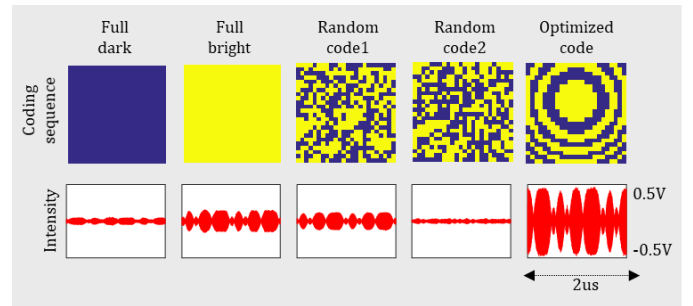 Full dark
Full bright
Random code1
Random code2
Optimized code
Coding sequence
Intensity
0.5V
-0.5V
2us